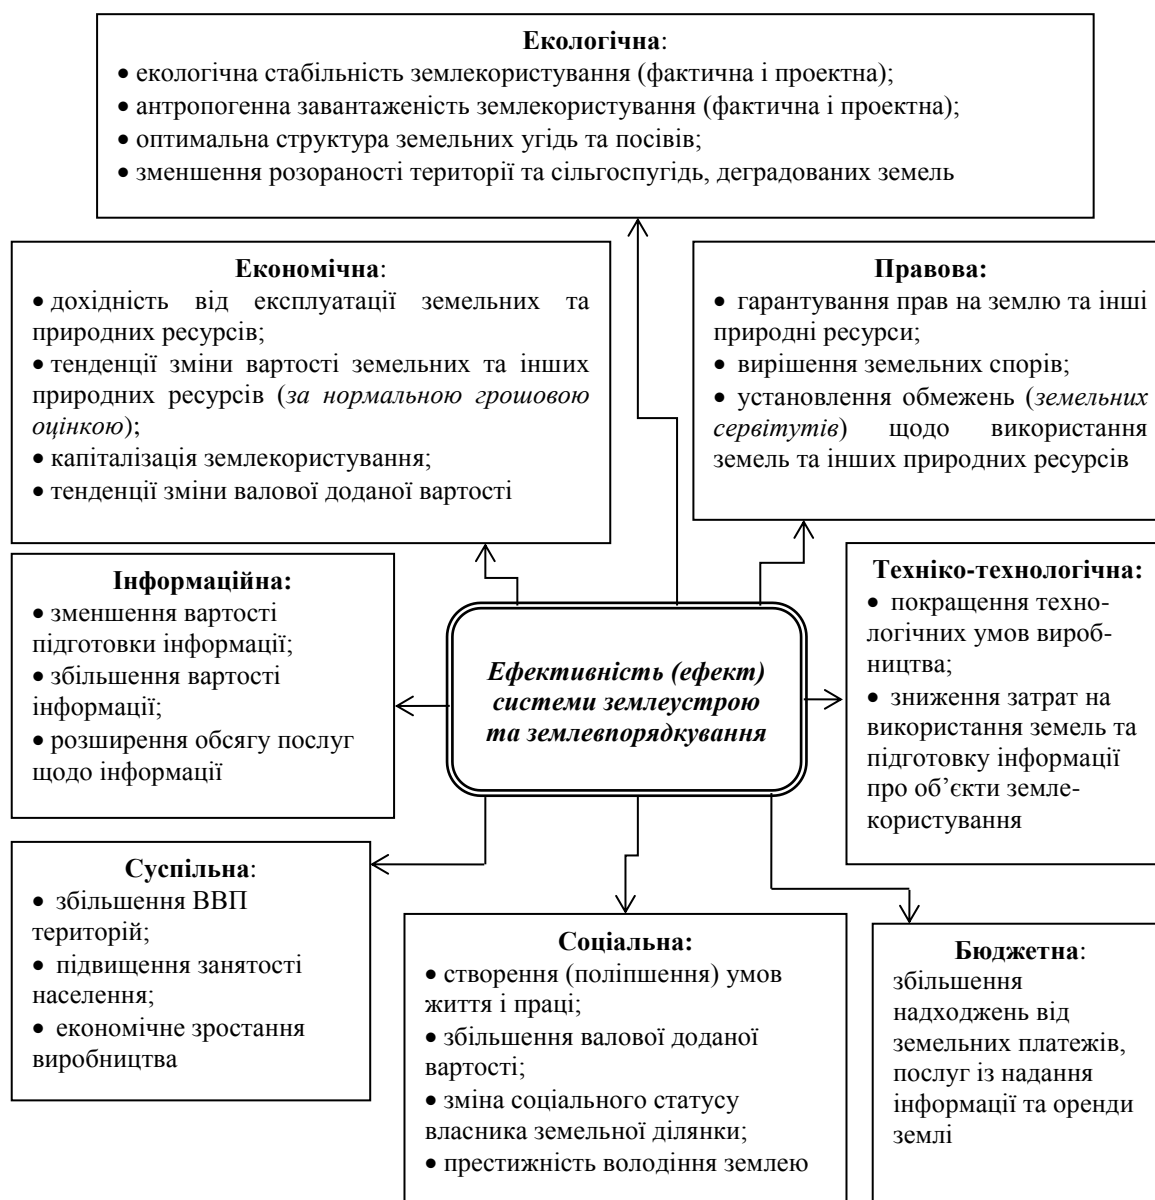 Екологічна:
• екологічна стабільність землекористування (фактична і проектна);
• антропогенна завантаженість землекористування (фактична і проектна);
• оптимальна структура земельних угідь та посівів;
• зменшення розораності території та сільгоспугідь, деградованих земель
Економічна:
• дохідність від експлуатації земельних та
природних ресурсів;
• тенденції зміни вартості земельних та інших
природних ресурсів (за нормальною грошовою
оцінкою);
• капіталізація землекористування;
• тенденції зміни валової доданої вартості
Правова:
• гарантування прав на землю та інші
природні ресурси;
• вирішення земельних спорів;
• установлення обмежень (земельних
сервітутів) щодо використання
земель та інших природних ресурсів
Інформаційна:
• зменшення вартості
підготовки інформації;
• збільшення вартості
інформації;
• розширення обсягу послуг
щодо інформації
Ефективність (ефект)
системи землеустрою
та землевпорядкування
Техніко-технологічна:
• покращення техно-
логічних умов вироб-
ництва;
• зниження затрат на
використання земель та
підготовку інформації
про об’єкти земле-
користування
Суспільна:
• збільшення ВВП
територій;
• підвищення занятості
населення;
• економічне зростання
виробництва
Соціальна:
• створення (поліпшення) умов
життя і праці;
• збільшення валової доданої
вартості;
• зміна соціального статусу
власника земельної ділянки;
• престижність володіння землею
Бюджетна:
збільшення
надходжень від
земельних платежів,
послуг із надання
інформації та оренди
землі